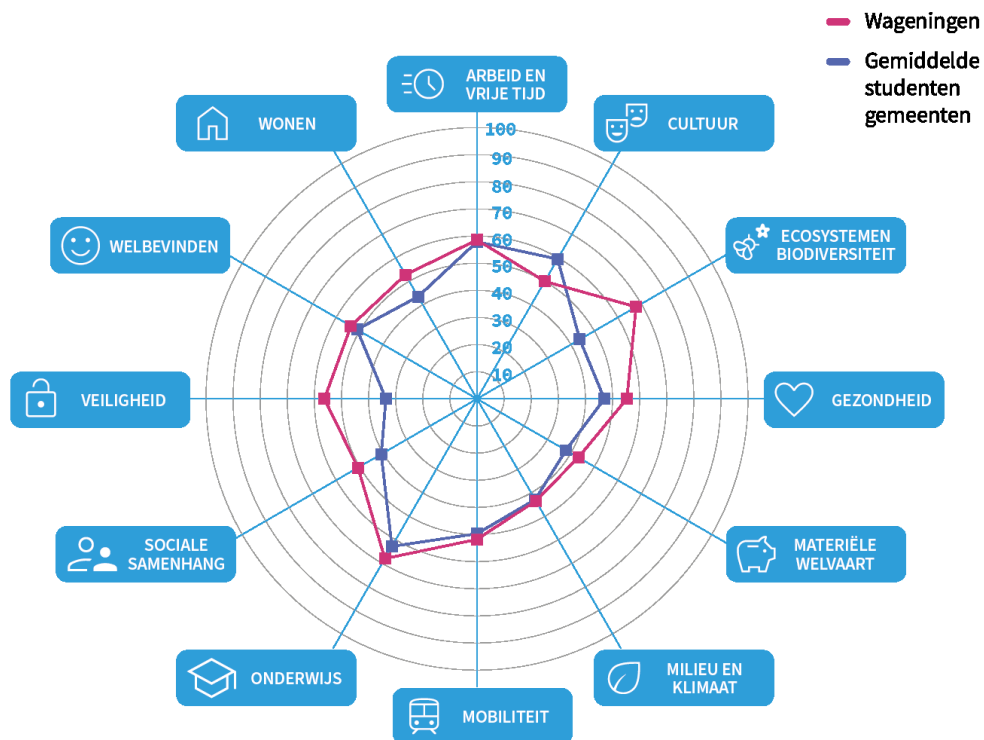 Wageningen
Gemiddelde
studenten
gemeenten
ARBEID EN
VRIJE TIJD
CULTUUR
ECOSYSTEMEN
BIODIVERSITEIT
GEZONDHEID
MATERIËLE
WELVAART
MILIEU EN
KLIMAAT
MOBILITEIT
ONDERWIJS
SOCIALE
SAMENHANG
VEILIGHEID
WELBEVINDEN
WONEN
100
90
80
70
60
50
40
30
20
10